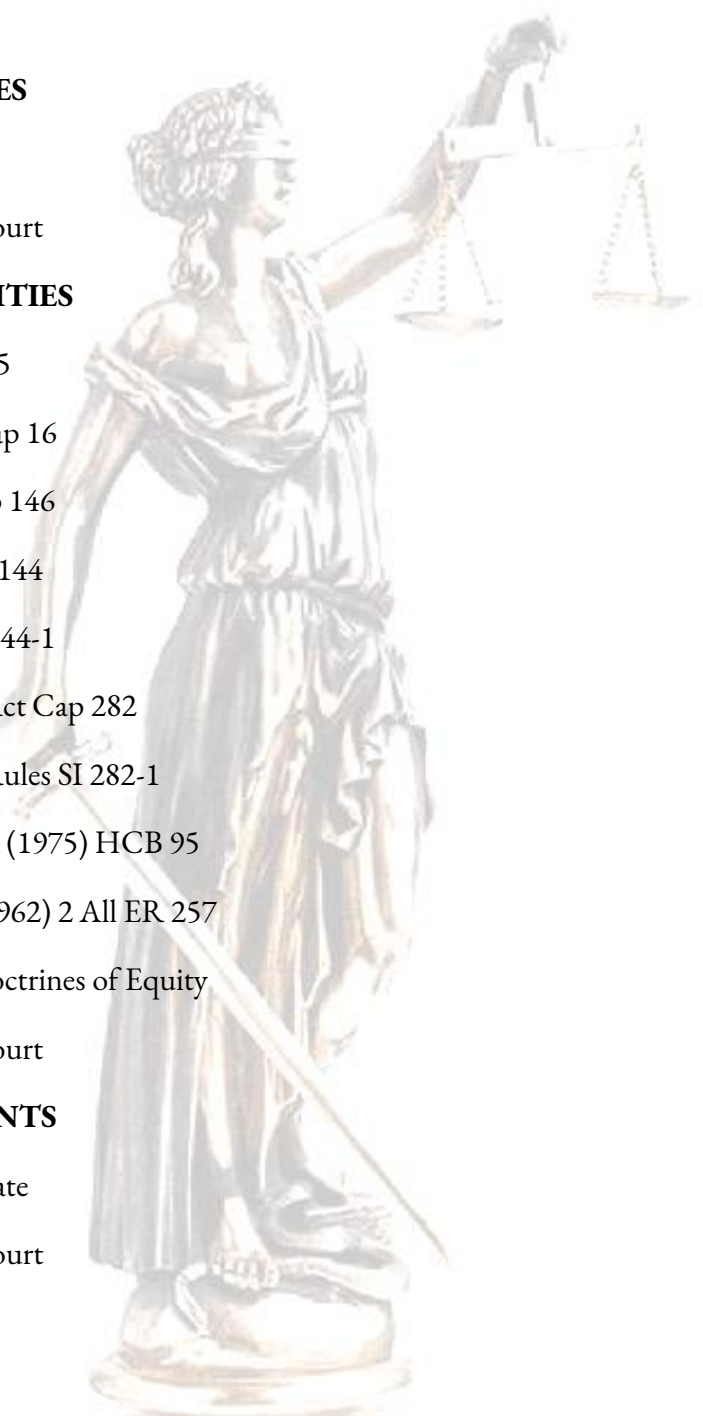 ES
ourt
ITIES
5
ap 16
146
144
44-1
ct Cap 282
Rules SI 282-1
(1975) HCB 95
962) 2 All ER 257
octrines of Equity
ourt
NTS
ate
ourt